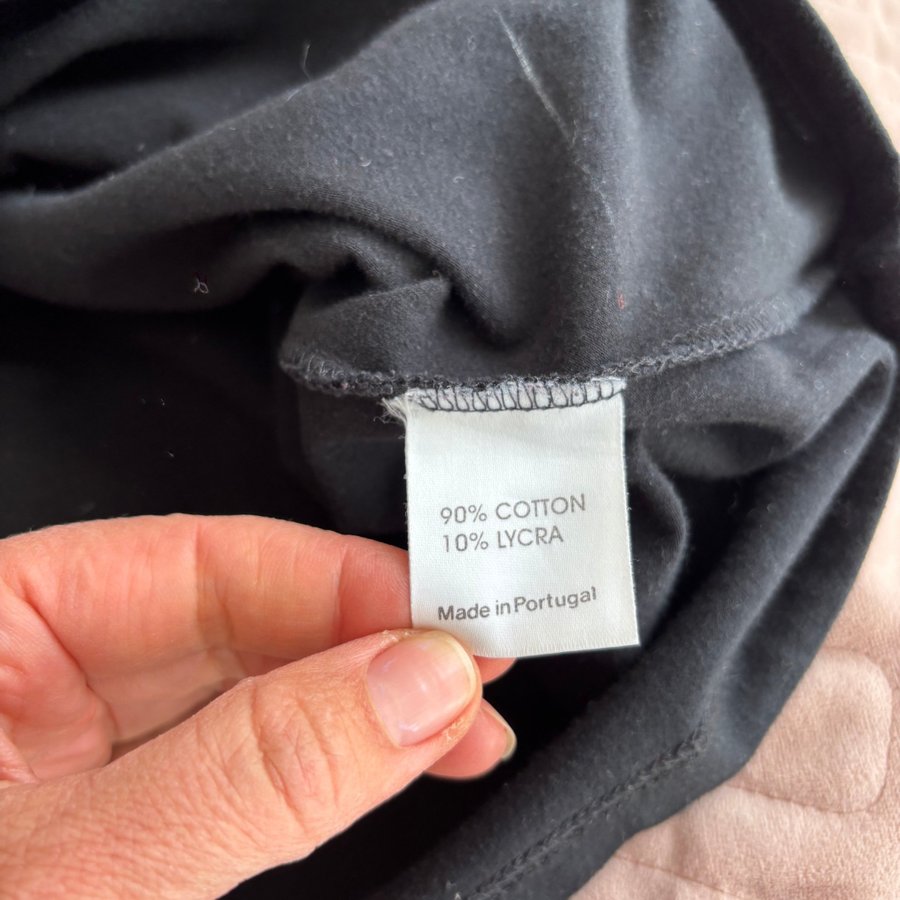 90% COTTON
10% LYCRA
Made in Portugal